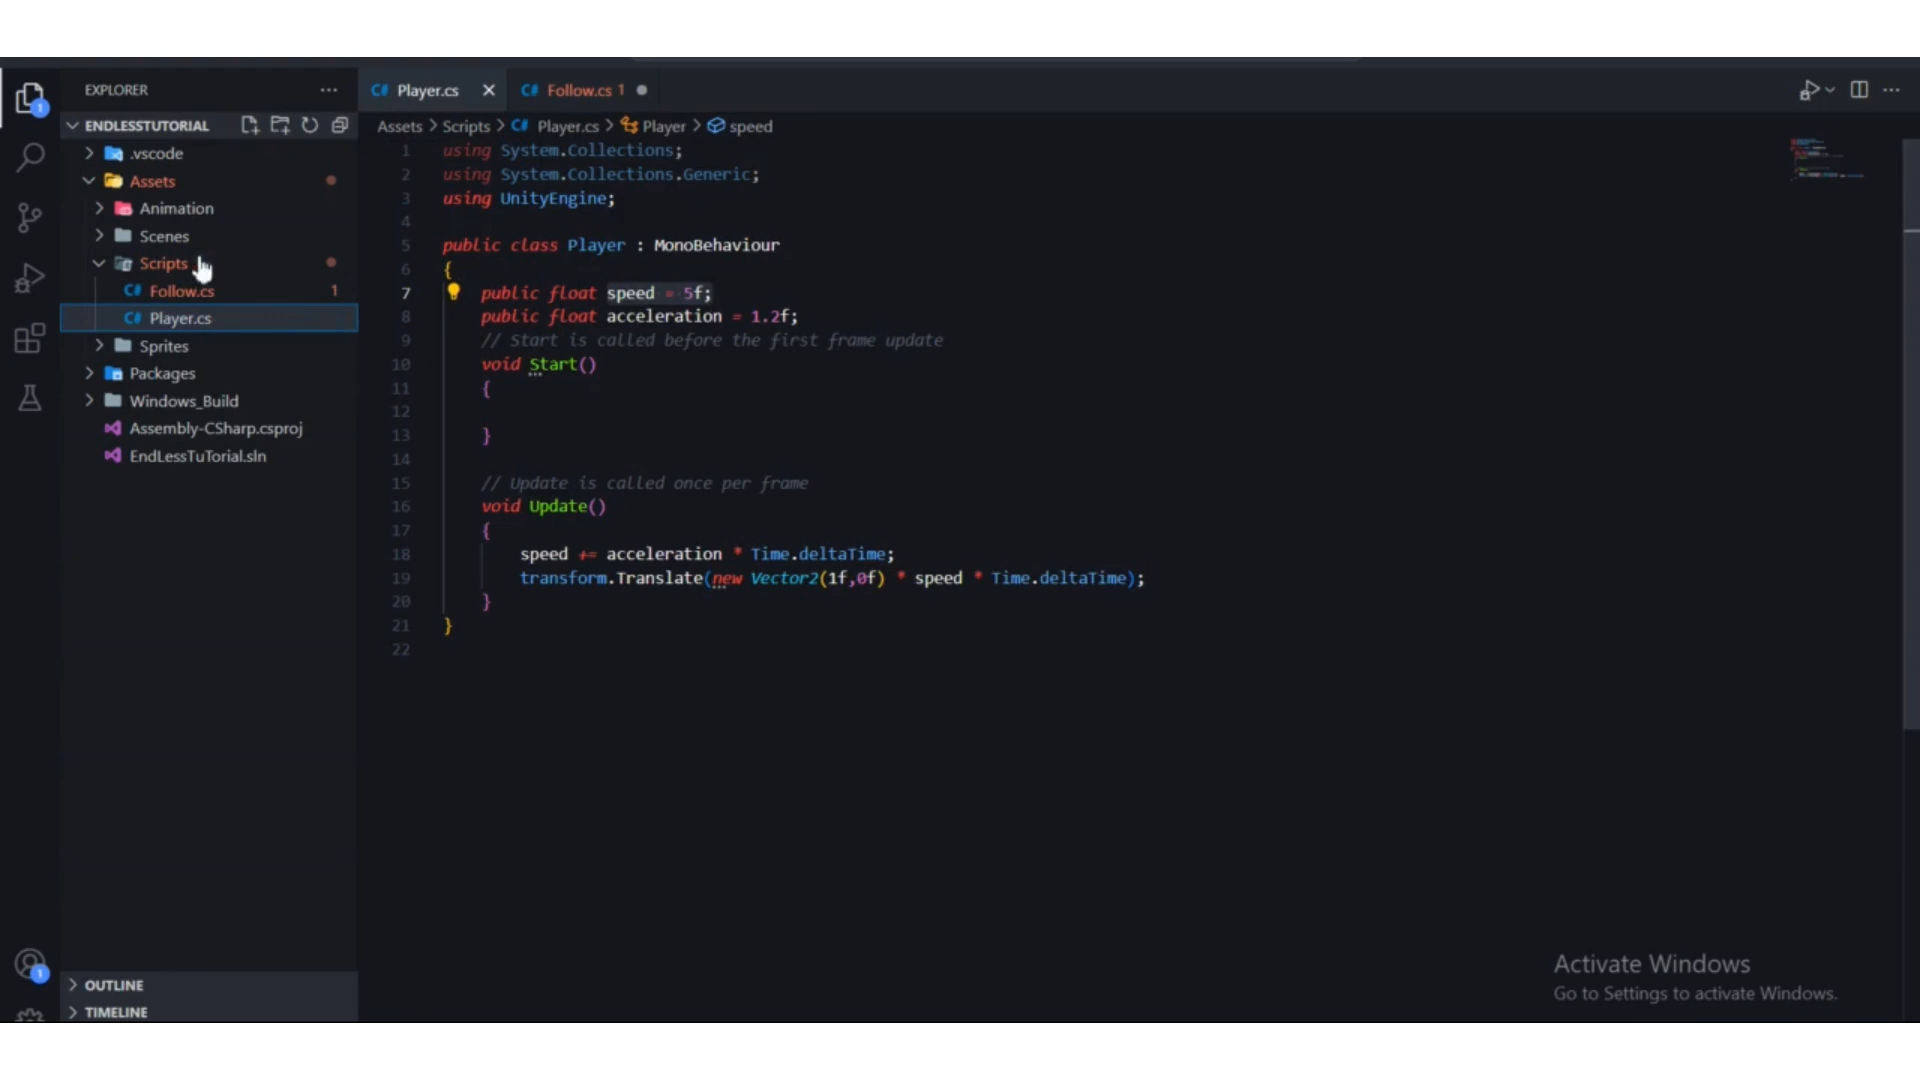 EXPLORER
ENDLESSTUTORIAL
.vscode
Assets
Animation
Scenes
Scripts
C# Follow.cs 1
C# Player.cs
Sprites
Packages
Windows_Build
Assembly-CSharp.csproj
EndLessTuTorial.sln
OUTLINE
TIMELINE
1
1
C# Player.cs
C# Follow.cs 1
Assets > Scripts > C# Player.cs > Player > speed
1 using System.Collections;
2 using System.Collections.Generic;
3 using UnityEngine;
4
5 public class Player : MonoBehaviour
6 {
7 public float speed = 5f;
8 public float acceleration = 1.2f;
9 // Start is called before the first frame update
10 void Start()
11 {
12
13 }
14
15 // Update is called once per frame
16 void Update()
17 {
18 speed += acceleration * Time.deltaTime;
19 transform.Translate(new Vector2(1f,0f) * speed * Time.deltaTime);
20 }
21 }
22
Activate Windows
Go to Settings to activate Windows.